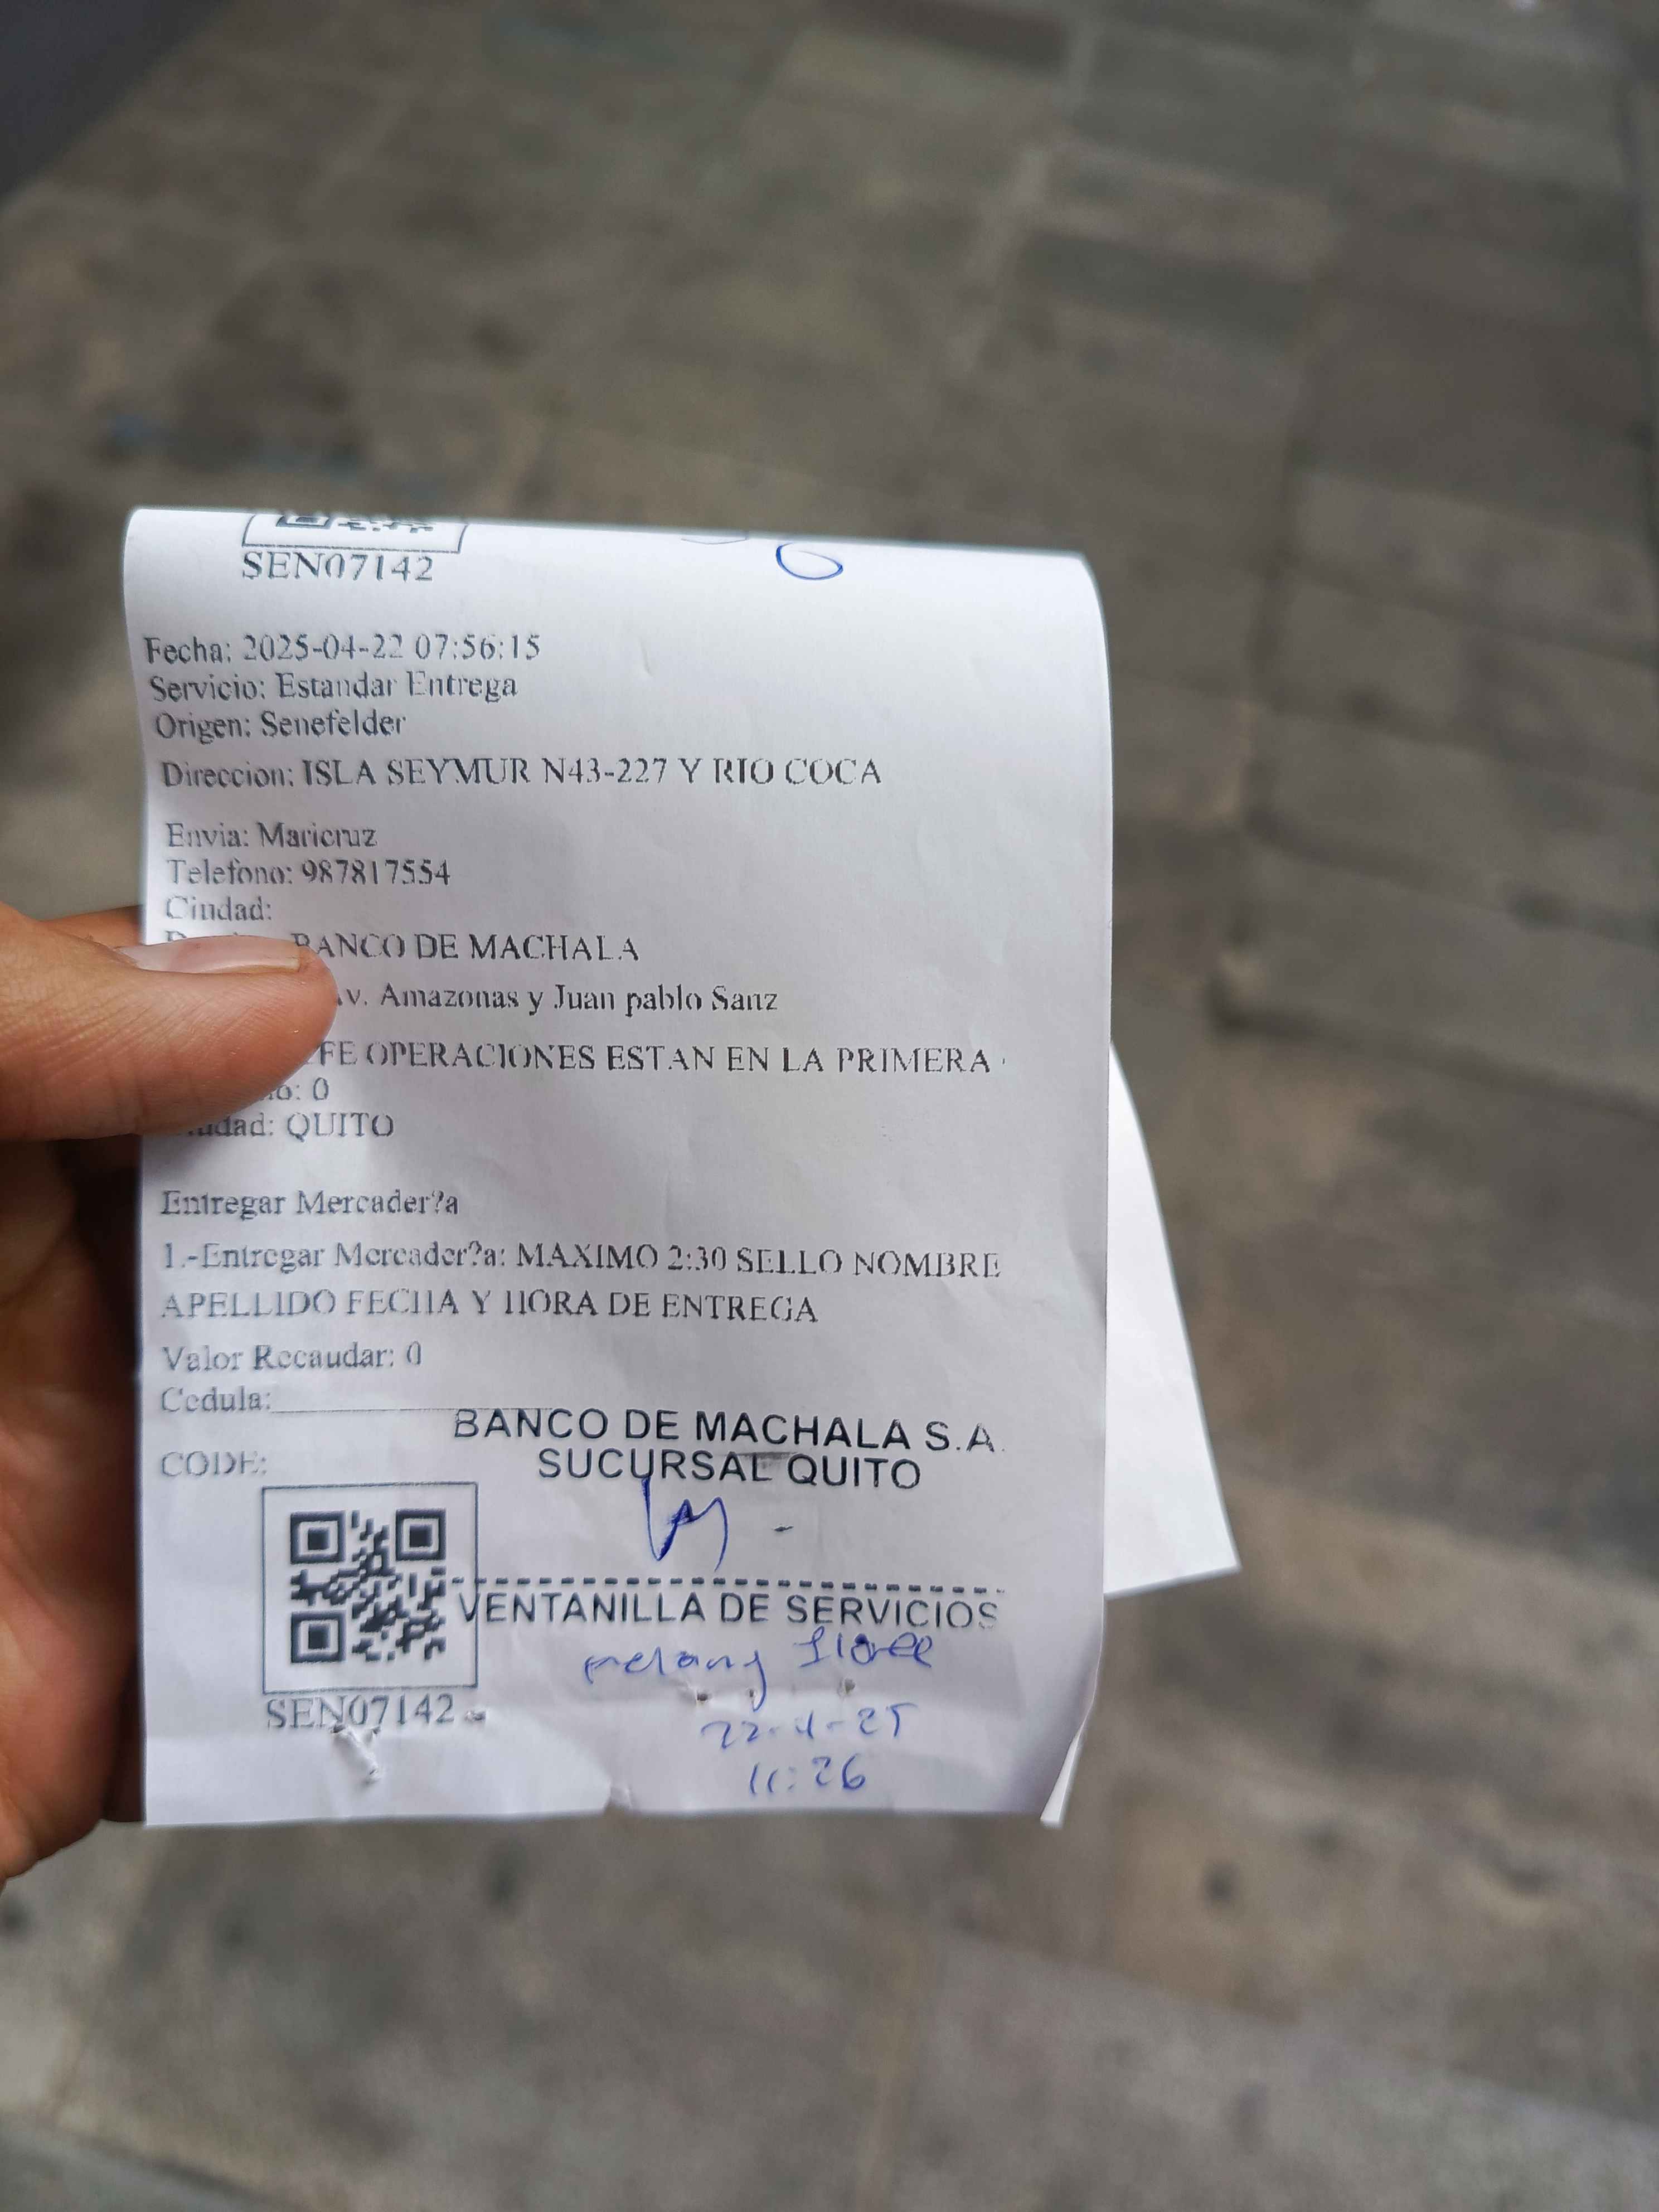 SEN07142
Fecha: 2025-04-22 07:56:15
Servicio: Estandar Entrega
Origen: Senefelder
Direccion: ISLA SEYMUR N43-227 Y RIO COCA
Envia: Maricruz
Telefono: 987817554
Ciudad:
BANCO DE MACHALA
Av. Amazonas y Juan pablo Sanz
OPERACIONES ESTAN EN LA PRIMERA
: 0
QUITO
Entregar Mercader?a
1.-Entregar Mercader?a: MAXIMO 2:30 SELLO NOMBRE
APELLIDO FECHA Y HORA DE ENTREGA
Valor Recaudar: 0
Cedula:
BANCO DE MACHALA S.A.
SUCURSAL QUITO
CODE:
VENTANILLA DE SERVICIOS
SEN07142
22-4-25
11:26